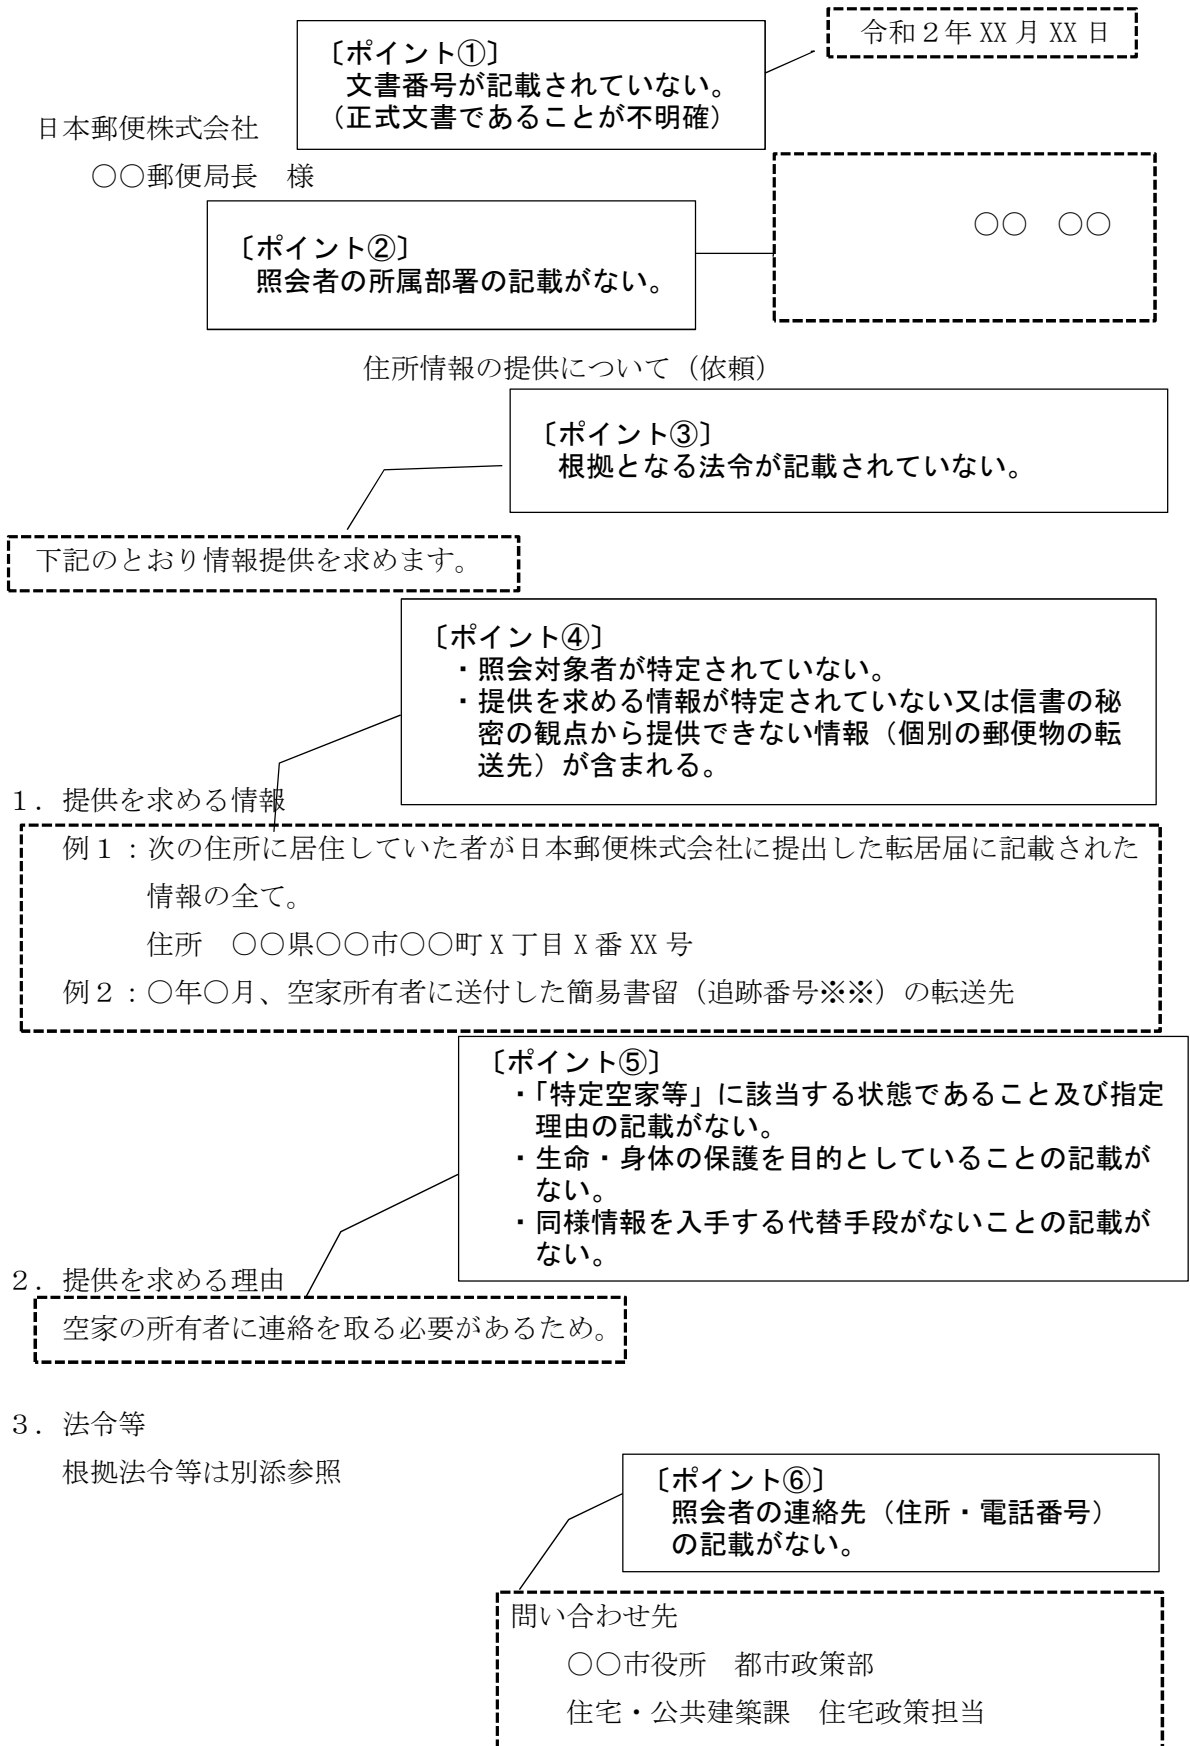 令和２年 XX 月 XX 日
〔ポイント①〕
文書番号が記載されていない。
（正式文書であることが不明確）
日本郵便株式会社
○○郵便局長　様
○○　○○
〔ポイント②〕
照会者の所属部署の記載がない。
住所情報の提供について（依頼）
〔ポイント③〕
根拠となる法令が記載されていない。
下記のとおり情報提供を求めます。
〔ポイント④〕
・照会対象者が特定されていない。
・提供を求める情報が特定されていない又は信書の秘
密の観点から提供できない情報（個別の郵便物の転
送先）が含まれる。
１．提供を求める情報
例１：次の住所に居住していた者が日本郵便株式会社に提出した転居届に記載された
情報の全て。
住所　○○県○○市○○町 X 丁目 X 番 XX 号
例２：○年○月、空家所有者に送付した簡易書留（追跡番号※※）の転送先
〔ポイント⑤〕
・「特定空家等」に該当する状態であること及び指定
理由の記載がない。
・生命・身体の保護を目的としていることの記載が
ない。
・同様情報を入手する代替手段がないことの記載が
ない。
２．提供を求める理由
空家の所有者に連絡を取る必要があるため。
３．法令等
根拠法令等は別添参照
〔ポイント⑥〕
照会者の連絡先（住所・電話番号）
の記載がない。
問い合わせ先
○○市役所　都市政策部
住宅・公共建築課　住宅政策担当